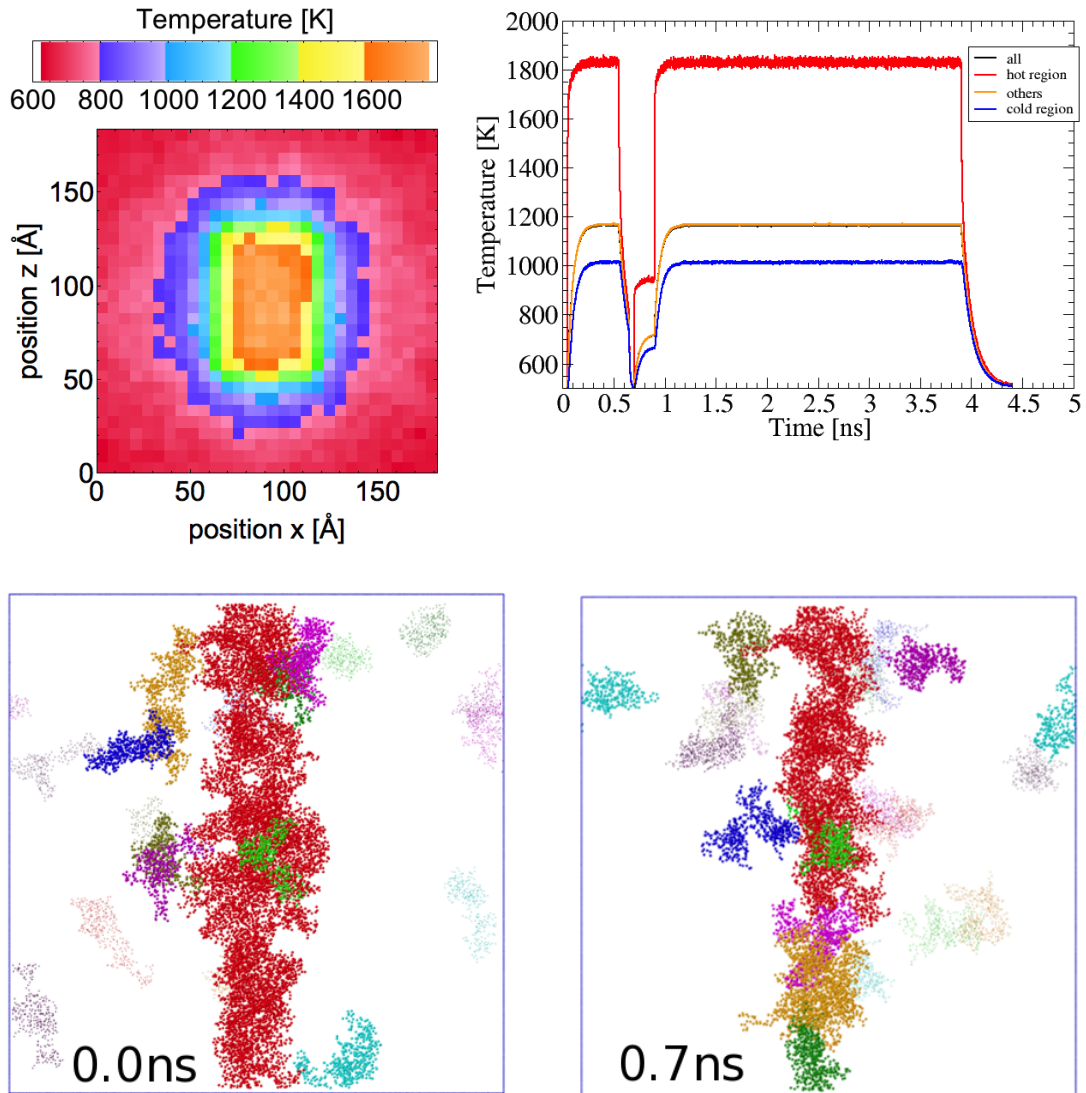 Temperature [K]
600 800 1000 1200 1400 1600
position z [Å]
150
100
50
0
0 50 100 150
position x [Å]
Temperature [K]
2000
1800
1600
1400
1200
1000
800
600
all
hot region
others
cold region
0 0.5 1 1.5 2 2.5 3 3.5 4 4.5 5
Time [ns]
0.0ns
0.7ns